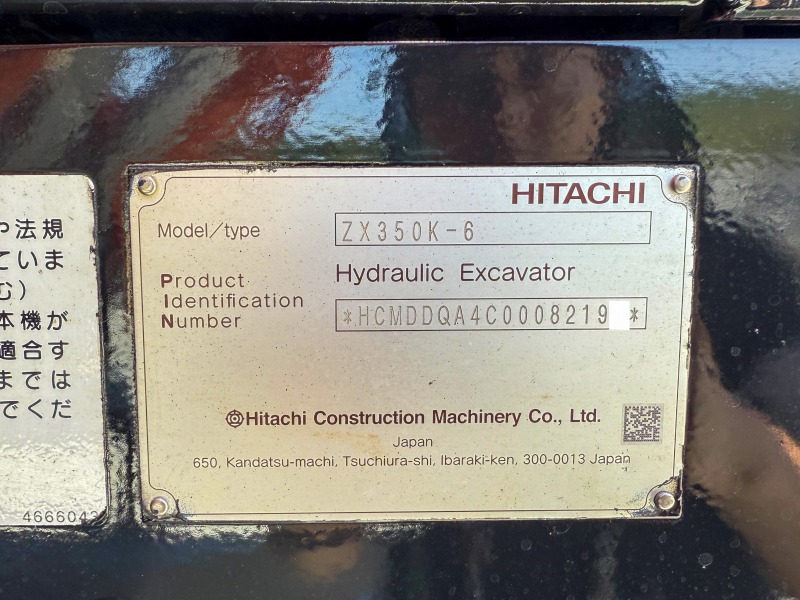 や法規
ていま
む）
本機が
適合す
までは
でくだ
466604
HITACHI
Model/type ZX350K-6
Hydraulic Excavator
Product
Identification
Number *HCMDDQA4C0008219 *
Hitachi Construction Machinery Co., Ltd.
Japan
650, Kandatsu-machi, Tsuchiura-shi, Ibaraki-ken, 300-0013 Japan